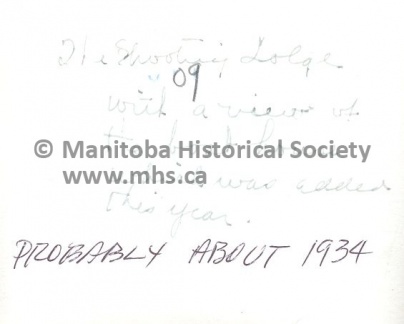 The Shooting Lodge
09
with a view of
the
© Manitoba Historical Society
www.mhs.ca
was added
this year.
PROBABLY ABOUT 1934